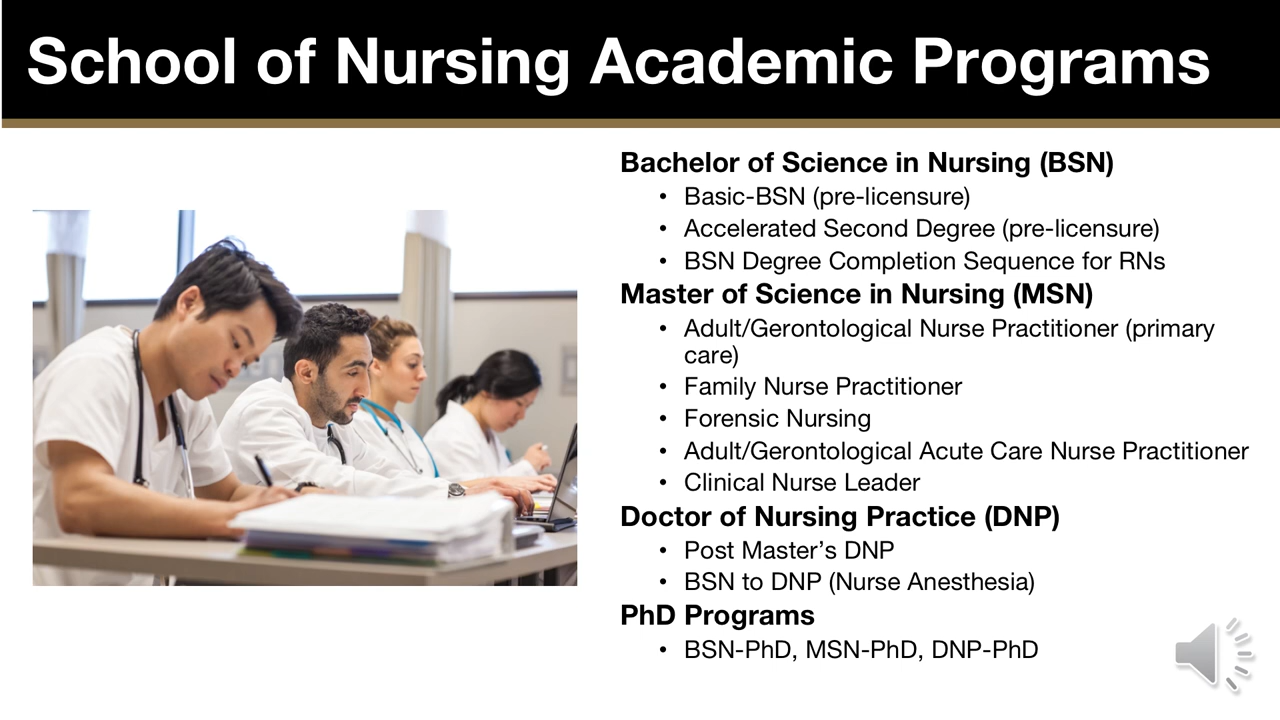 School of Nursing Academic Programs
Bachelor of Science in Nursing (BSN)
• Basic-BSN (pre-licensure)
• Accelerated Second Degree (pre-licensure)
• BSN Degree Completion Sequence for RNs
Master of Science in Nursing (MSN)
• Adult/Gerontological Nurse Practitioner (primary
care)
• Family Nurse Practitioner
• Forensic Nursing
• Adult/Gerontological Acute Care Nurse Practitioner
• Clinical Nurse Leader
Doctor of Nursing Practice (DNP)
• Post Master’s DNP
• BSN to DNP (Nurse Anesthesia)
PhD Programs
• BSN-PhD, MSN-PhD, DNP-PhD